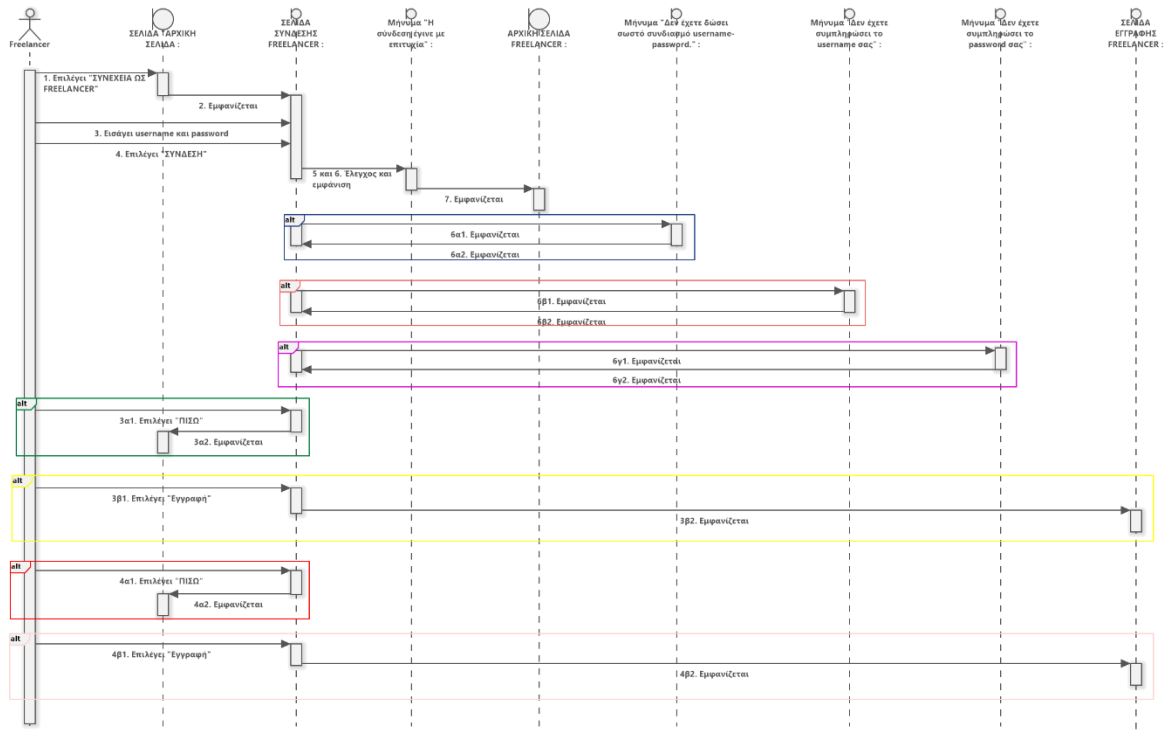 Freelancer
ΣΕΛΙΔΑ "ΑΡΧΙΚΗ
ΣΕΛΙΔΑ :
ΣΕΛΙΔΑ
ΣΥΝΔΕΣΗΣ
FREELANCER :
Μήνυμα "Η
σύνδεση έγινε με
επιτυχία" :
ΑΡΧΙΚΗ ΣΕΛΙΔΑ
FREELANCER :
Μήνυμα "Δεν έχετε δώσει
σωστό συνδιασμό username-
password." :
Μήνυμα "Δεν έχετε
συμπληρώσει το
username σας" :
Μήνυμα "Δεν έχετε
συμπληρώσει το
password σας" :
ΣΕΛΙΔΑ
ΕΓΓΡΑΦΗΣ
FREELANCER :
1. Επιλέγει "ΣΥΝΕΧΕΙΑ ΩΣ
FREELANCER"
2. Εμφανίζεται
3. Εισάγει username και password
4. Επιλέγει "ΣΥΝΔΕΣΗ"
5 και 6. Έλεγχος και
εμφάνιση
7. Εμφανίζεται
alt
6α1. Εμφανίζεται
6α2. Εμφανίζεται
alt
6β1. Εμφανίζεται
6β2. Εμφανίζεται
alt
6γ1. Εμφανίζεται
6γ2. Εμφανίζεται
alt
3α1. Επιλέγει "ΠΙΣΩ"
3α2. Εμφανίζεται
alt
3β1. Επιλέγει "Εγγραφή"
3β2. Εμφανίζεται
alt
4α1. Επιλέγει "ΠΙΣΩ"
4α2. Εμφανίζεται
alt
4β1. Επιλέγει "Εγγραφή"
4β2. Εμφανίζεται